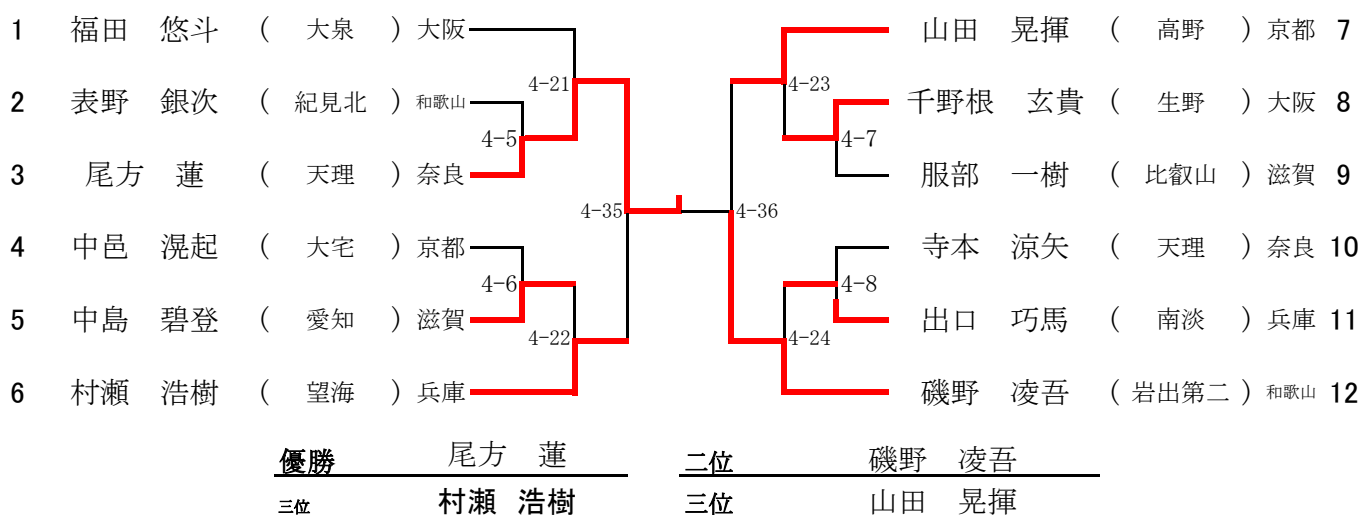 1 福田 悠斗 ( 大泉 ) 大阪
山田 晃揮 ( 高野 ) 京都 7
4-21
4-23
2 表野 銀次 ( 紀見北 ) 和歌山
千野根 玄貴 ( 生野 ) 大阪 8
4-5
4-7
3 尾方 蓮 ( 天理 ) 奈良
服部 一樹 ( 比叡山 ) 滋賀 9
4-35
4-36
4 中邑 滉起 ( 大宅 ) 京都
寺本 涼矢 ( 天理 ) 奈良 10
4-6
4-8
5 中島 碧登 ( 愛知 ) 滋賀
出口 巧馬 ( 南淡 ) 兵庫 11
4-22
4-24
6 村瀬 浩樹 ( 望海 ) 兵庫
磯野 凌吾 ( 岩出第二 ) 和歌山 12
優勝 尾方 蓮
二位 磯野 凌吾
三位 村瀬 浩樹
三位 山田 晃揮